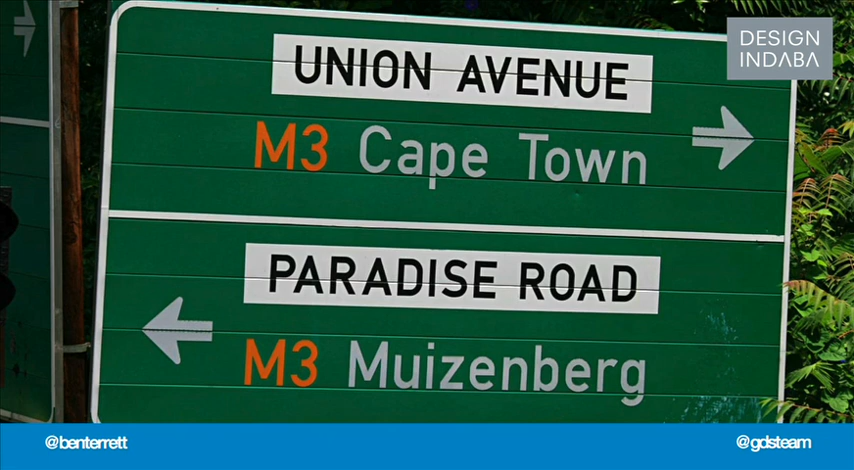 DESIGN
INDABA
UNION AVENUE
M3 Cape Town
PARADISE ROAD
M3 Muizenberg
@benterrett
@gdsteam